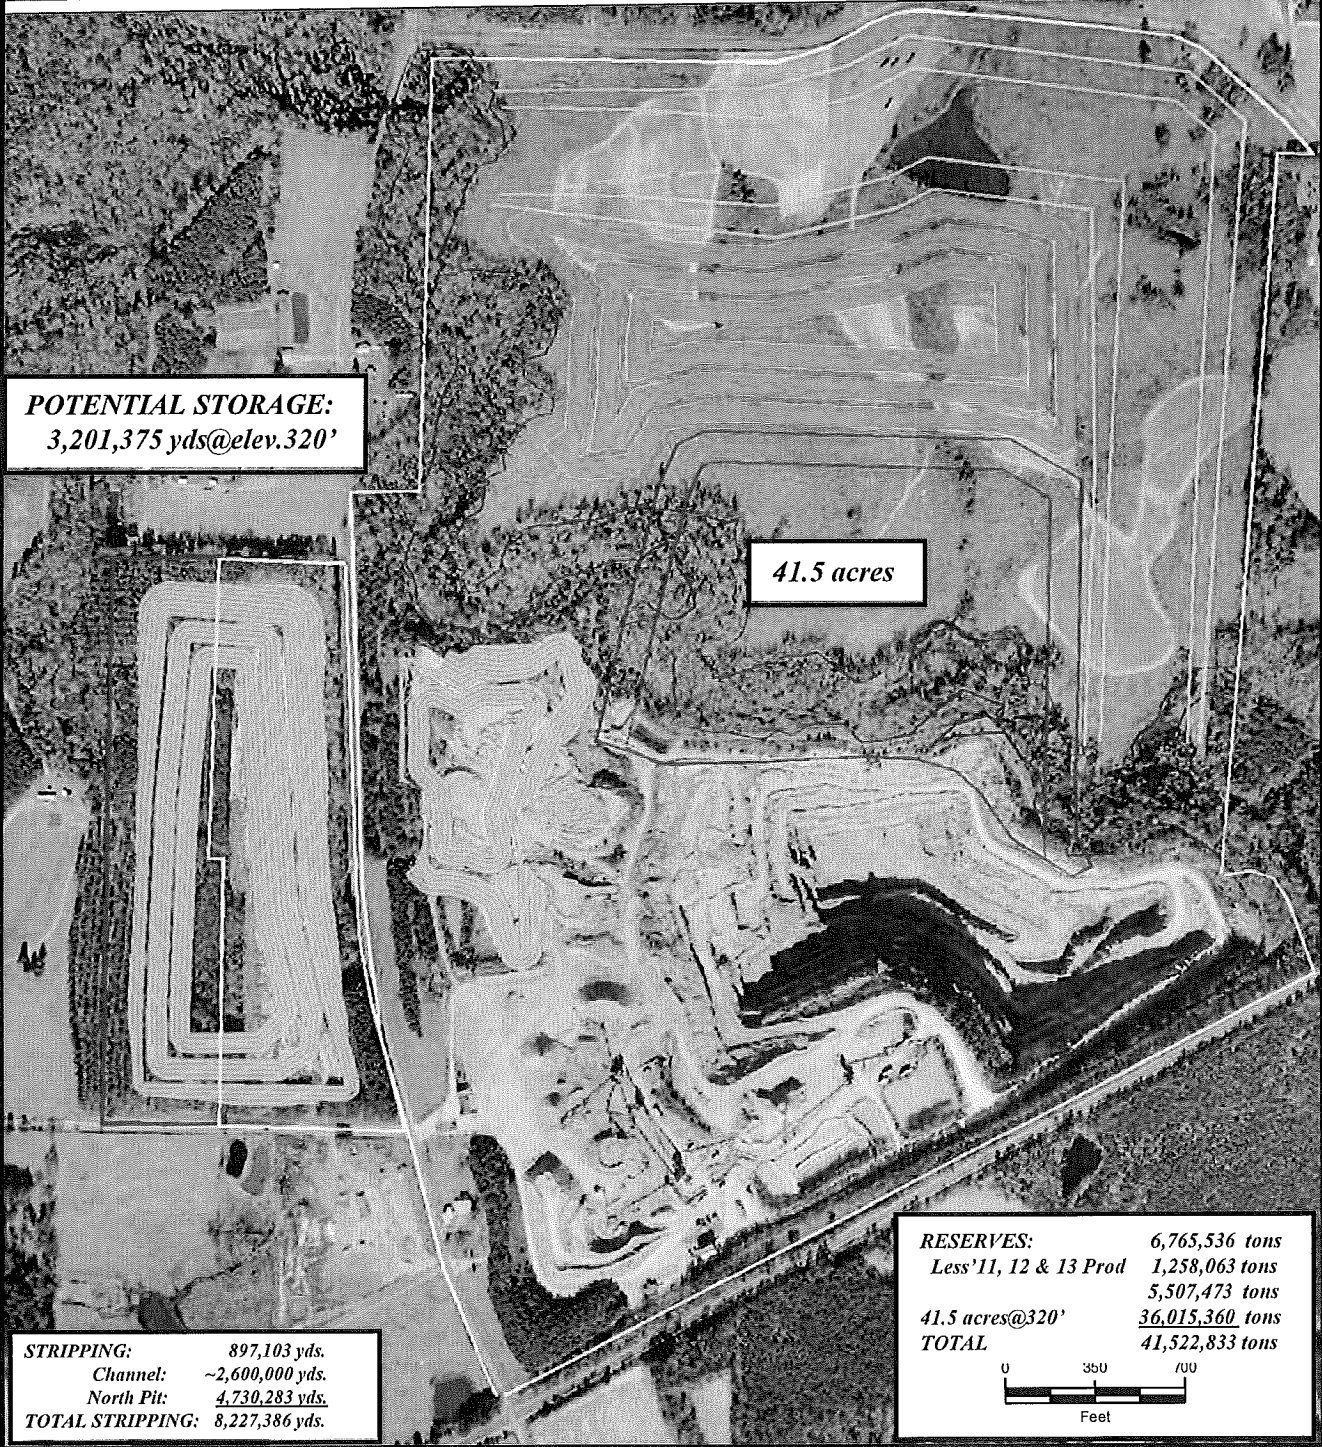 POTENTIAL STORAGE:
3,201,375 yds@elev.320’
41.5 acres
STRIPPING: 897,103 yds.
Channel: ~2,600,000 yds.
North Pit: 4,730,283 yds.
TOTAL STRIPPING: 8,227,386 yds.
RESERVES: 6,765,536 tons
Less’11, 12 & 13 Prod 1,258,063 tons
5,507,473 tons
41.5 acres@320’ 36,015,360 tons
TOTAL 41,522,833 tons
0 350 700
Feet